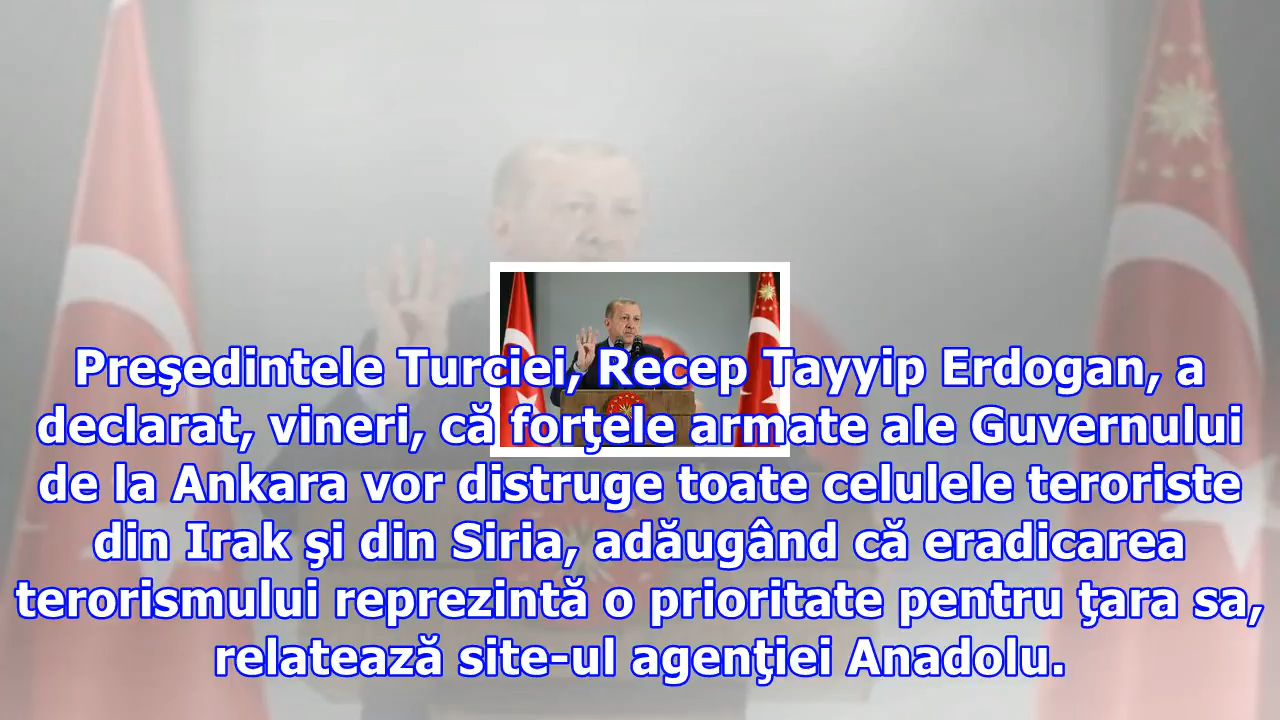 Preşedintele Turciei, Recep Tayyip Erdogan, a
declarat, vineri, că forţele armate ale Guvernului
de la Ankara vor distruge toate celulele teroriste
din Irak şi din Siria, adăugând că eradicarea
terorismului reprezintă o prioritate pentru ţara sa,
relatează site-ul agenţiei Anadolu.